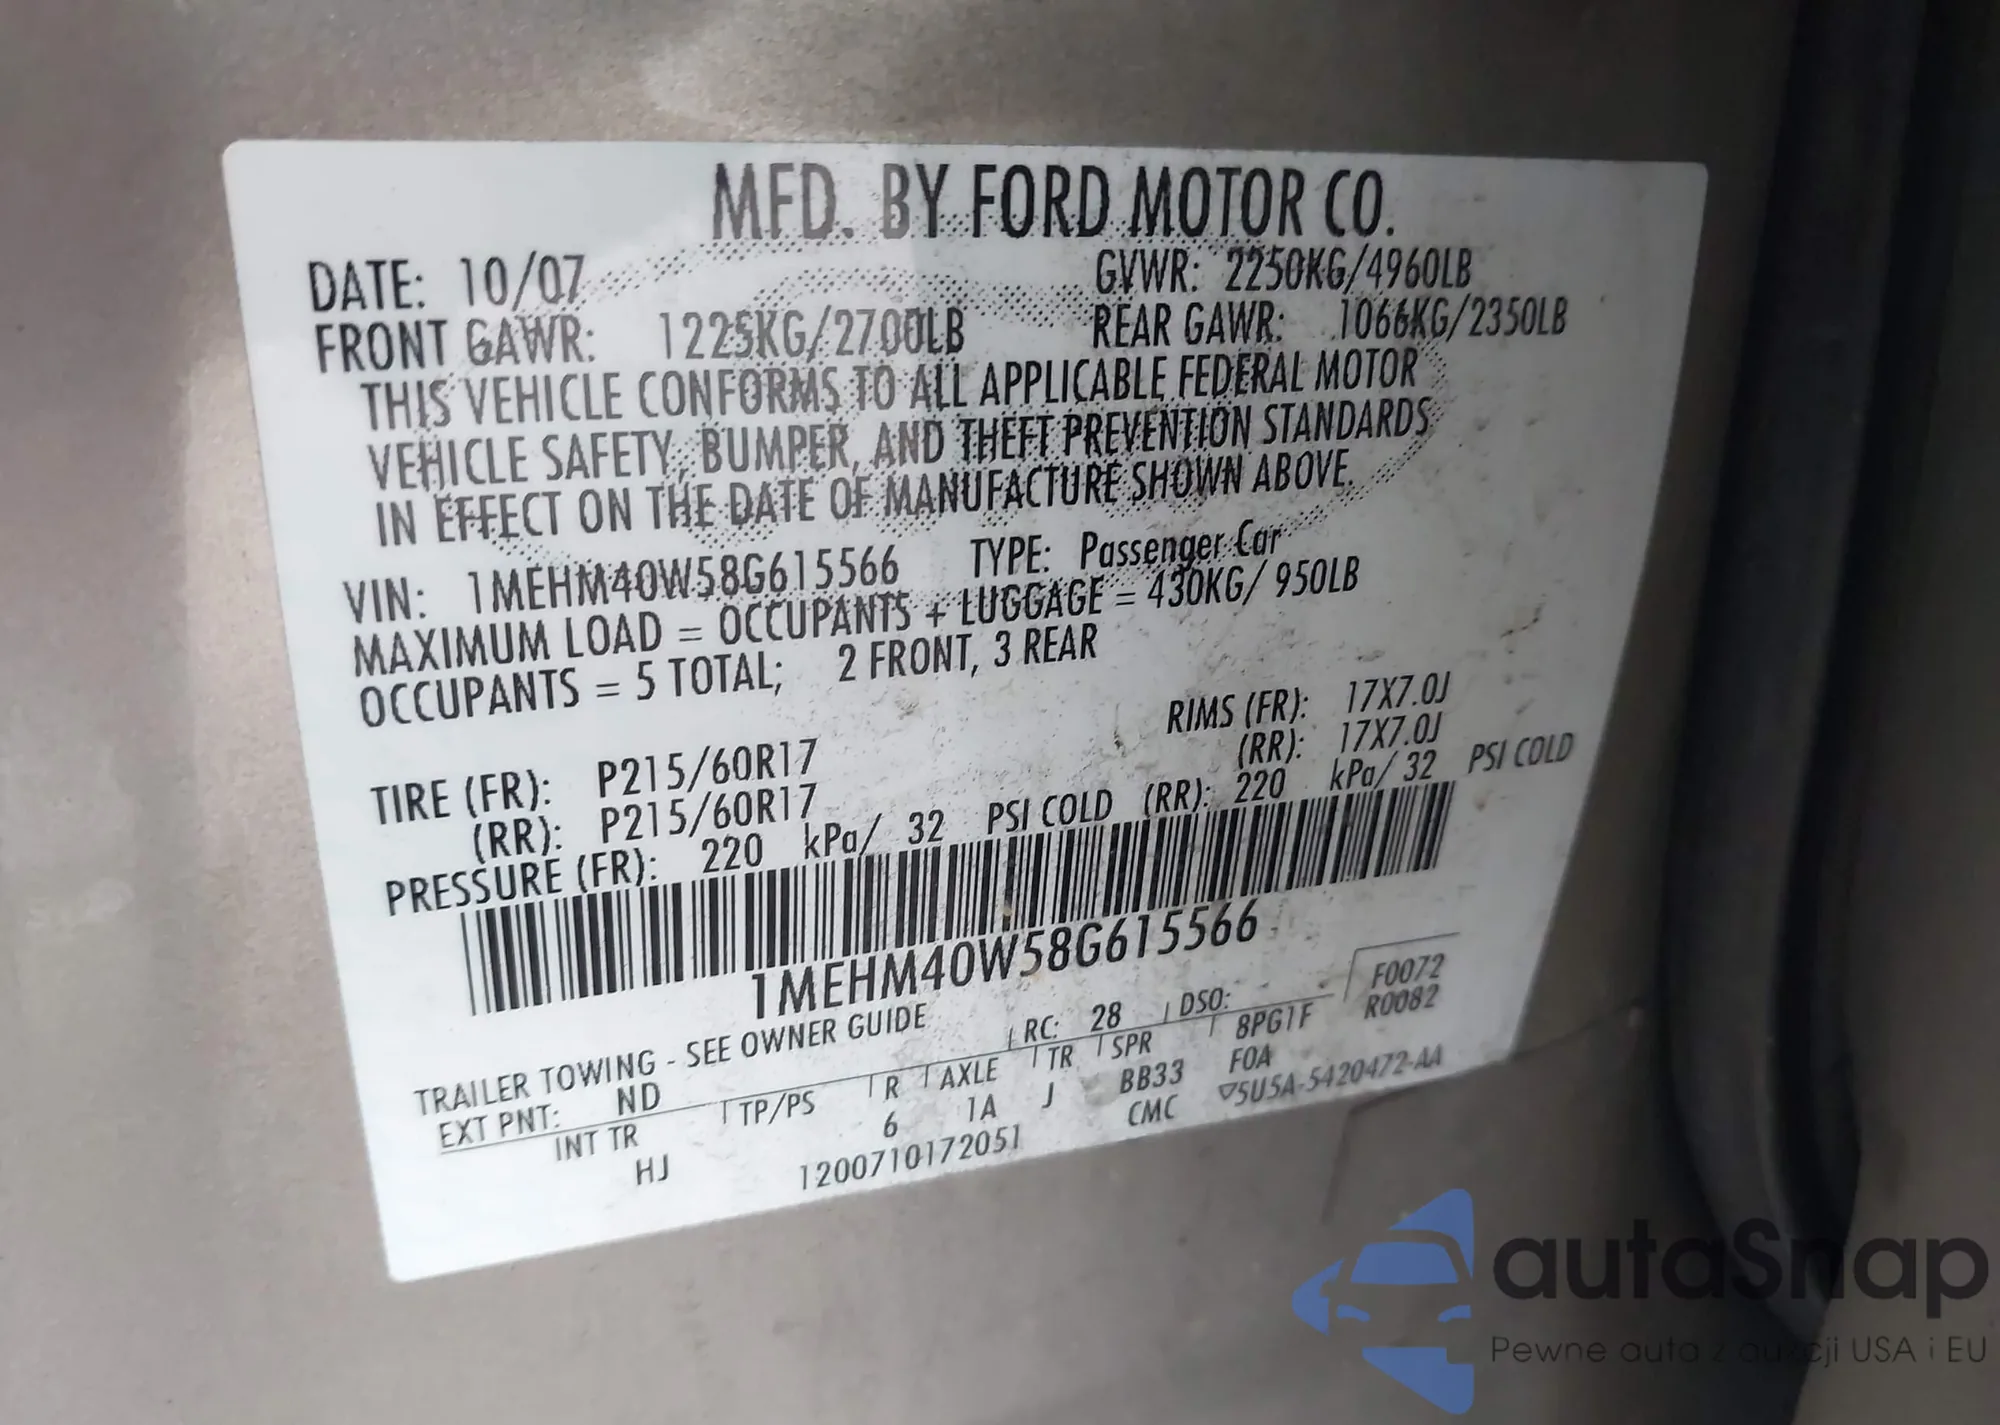 MFD. BY FORD MOTOR CO.
DATE: 10/07 GVWR: 2250KG/4960LB
FRONT GAWR: 1225KG/2700LB REAR GAWR: 1066KG/2350LB
THIS VEHICLE CONFORMS TO ALL APPLICABLE FEDERAL MOTOR
VEHICLE SAFETY, BUMPER, AND THEFT PREVENTION STANDARDS
IN EFFECT ON THE DATE OF MANUFACTURE SHOWN ABOVE.
VIN: 1MEHM40W58G615566 TYPE: Passenger Car
MAXIMUM LOAD = OCCUPANTS + LUGGAGE = 430KG/ 950LB
OCCUPANTS = 5 TOTAL; 2 FRONT, 3 REAR
TIRE (FR): P215/60R17 RIMS (FR): 17X7.0J
(RR): P215/60R17 (RR): 17X7.0J
PRESSURE (FR): 220 kPa/ 32 PSI COLD (RR): 220 kPa/ 32 PSI COLD
1MEHM40W58G615566
TRAILER TOWING - SEE OWNER GUIDE
F0072
EXT PNT: ND RC: 28 DSO: R0082
INT TR TP/PS R AXLE TR SPR 8PG1F
HJ 6 1A J BB33 FOA
1200710172051 CMC ▽5U5A-5420472-AA
autaSnap
Pewne auta z aukcji USA i EU